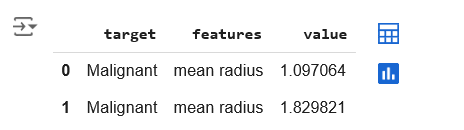 target features value
0 Malignant mean radius 1.097064
1 Malignant mean radius 1.829821